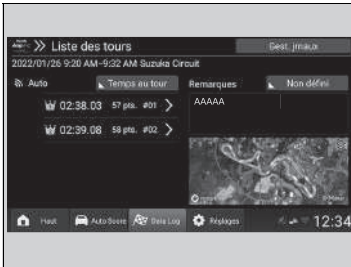 Liste des tours
Gest. jrnaux
2022/01/26 9:20 AM–9:32 AM Suzuka Circuit
Auto
Temps au tour
Remarques
Non défini
02:38.03 57 pts. #01
AAAAA
02:39.08 58 pts. #02
Haut
Auto Score
Data Log
Réglages
12:34